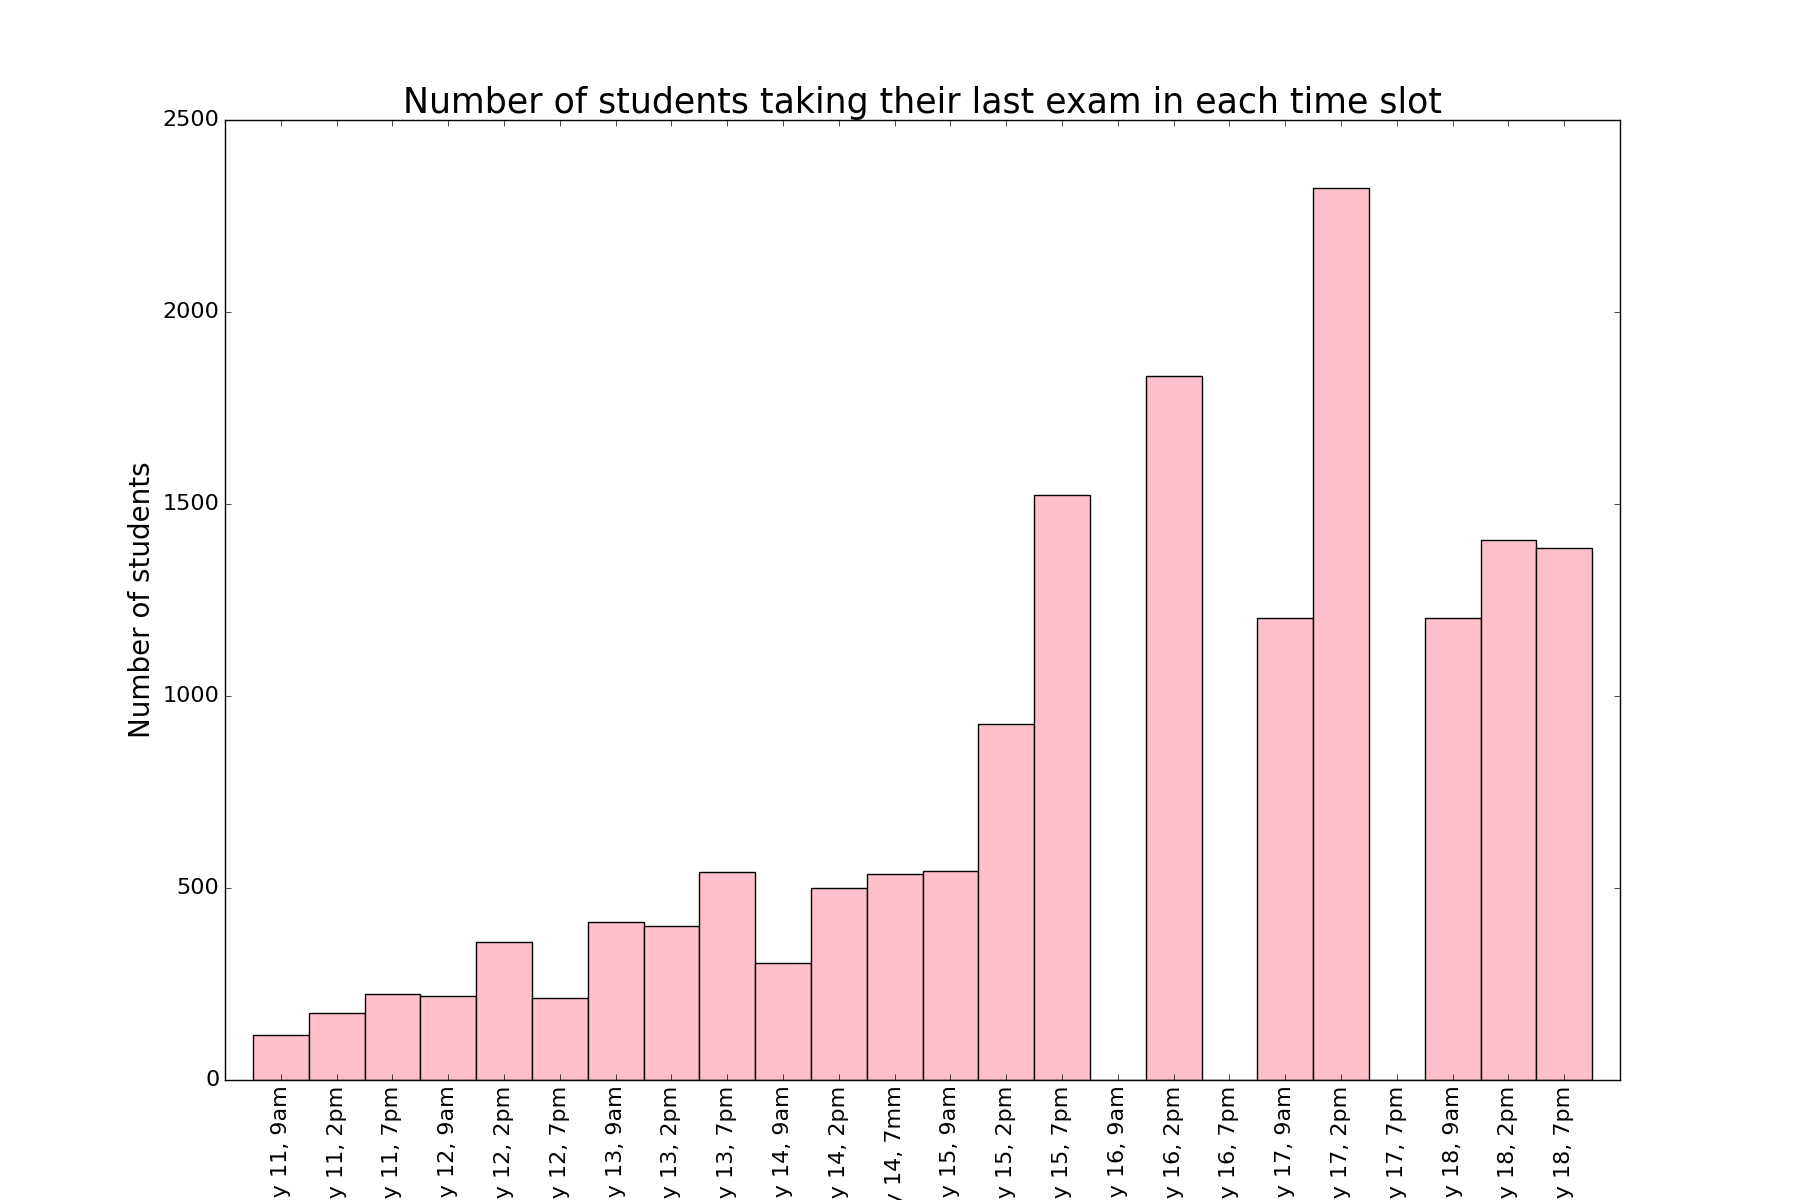 Number of students taking their last exam in each time slot
Number of students
2500
2000
1500
1000
500
0
y 11, 9am
y 11, 2pm
y 11, 7pm
y 12, 9am
y 12, 2pm
y 12, 7pm
y 13, 9am
y 13, 2pm
y 13, 7pm
y 14, 9am
y 14, 2pm
y 14, 7mm
y 15, 9am
y 15, 2pm
y 15, 7pm
y 16, 9am
y 16, 2pm
y 16, 7pm
y 17, 9am
y 17, 2pm
y 17, 7pm
y 18, 9am
y 18, 2pm
y 18, 7pm